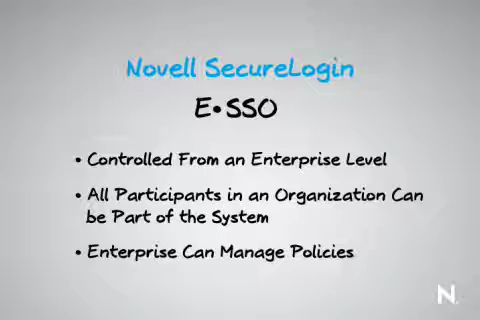 Novell SecureLogin
E•SSO
• Controlled From an Enterprise Level
• All Participants in an Organization Can
be Part of the System
• Enterprise Can Manage Policies
N.